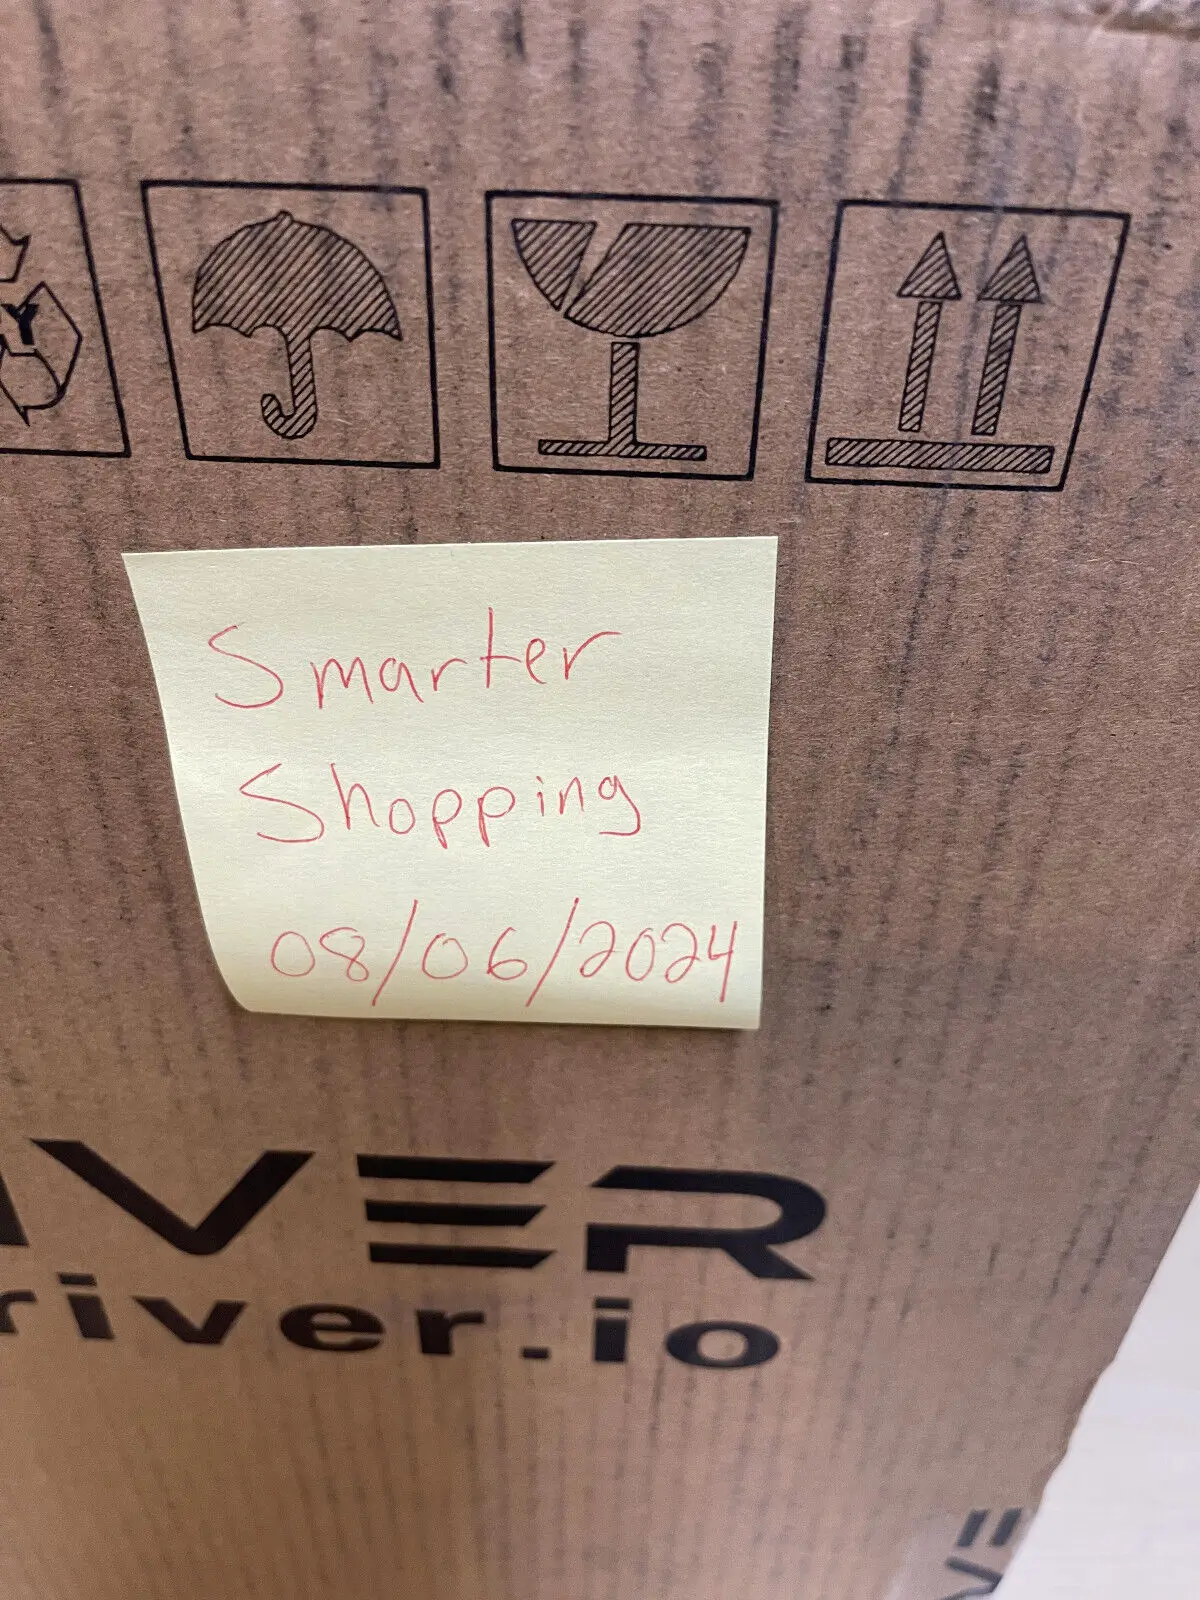 Y
Smarter
Shopping
08/06/2024
IVER
river.io